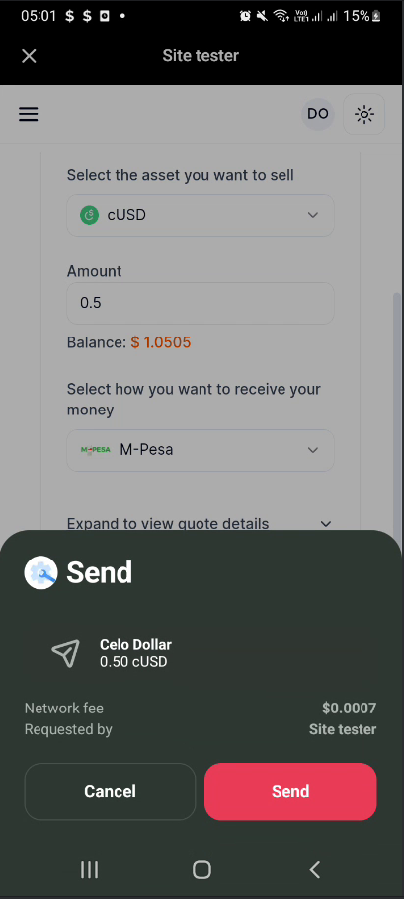 05:01 $ $
Vo) LTE1 15%
Site tester
DO
Select the asset you want to sell
cUSD
Amount
0.5
Balance: $ 1.0505
Select how you want to receive your
money
M-PESA M-Pesa
Expand to view quote details
Send
Celo Dollar
0.50 cUSD
Network fee $0.0007
Requested by Site tester
Cancel Send